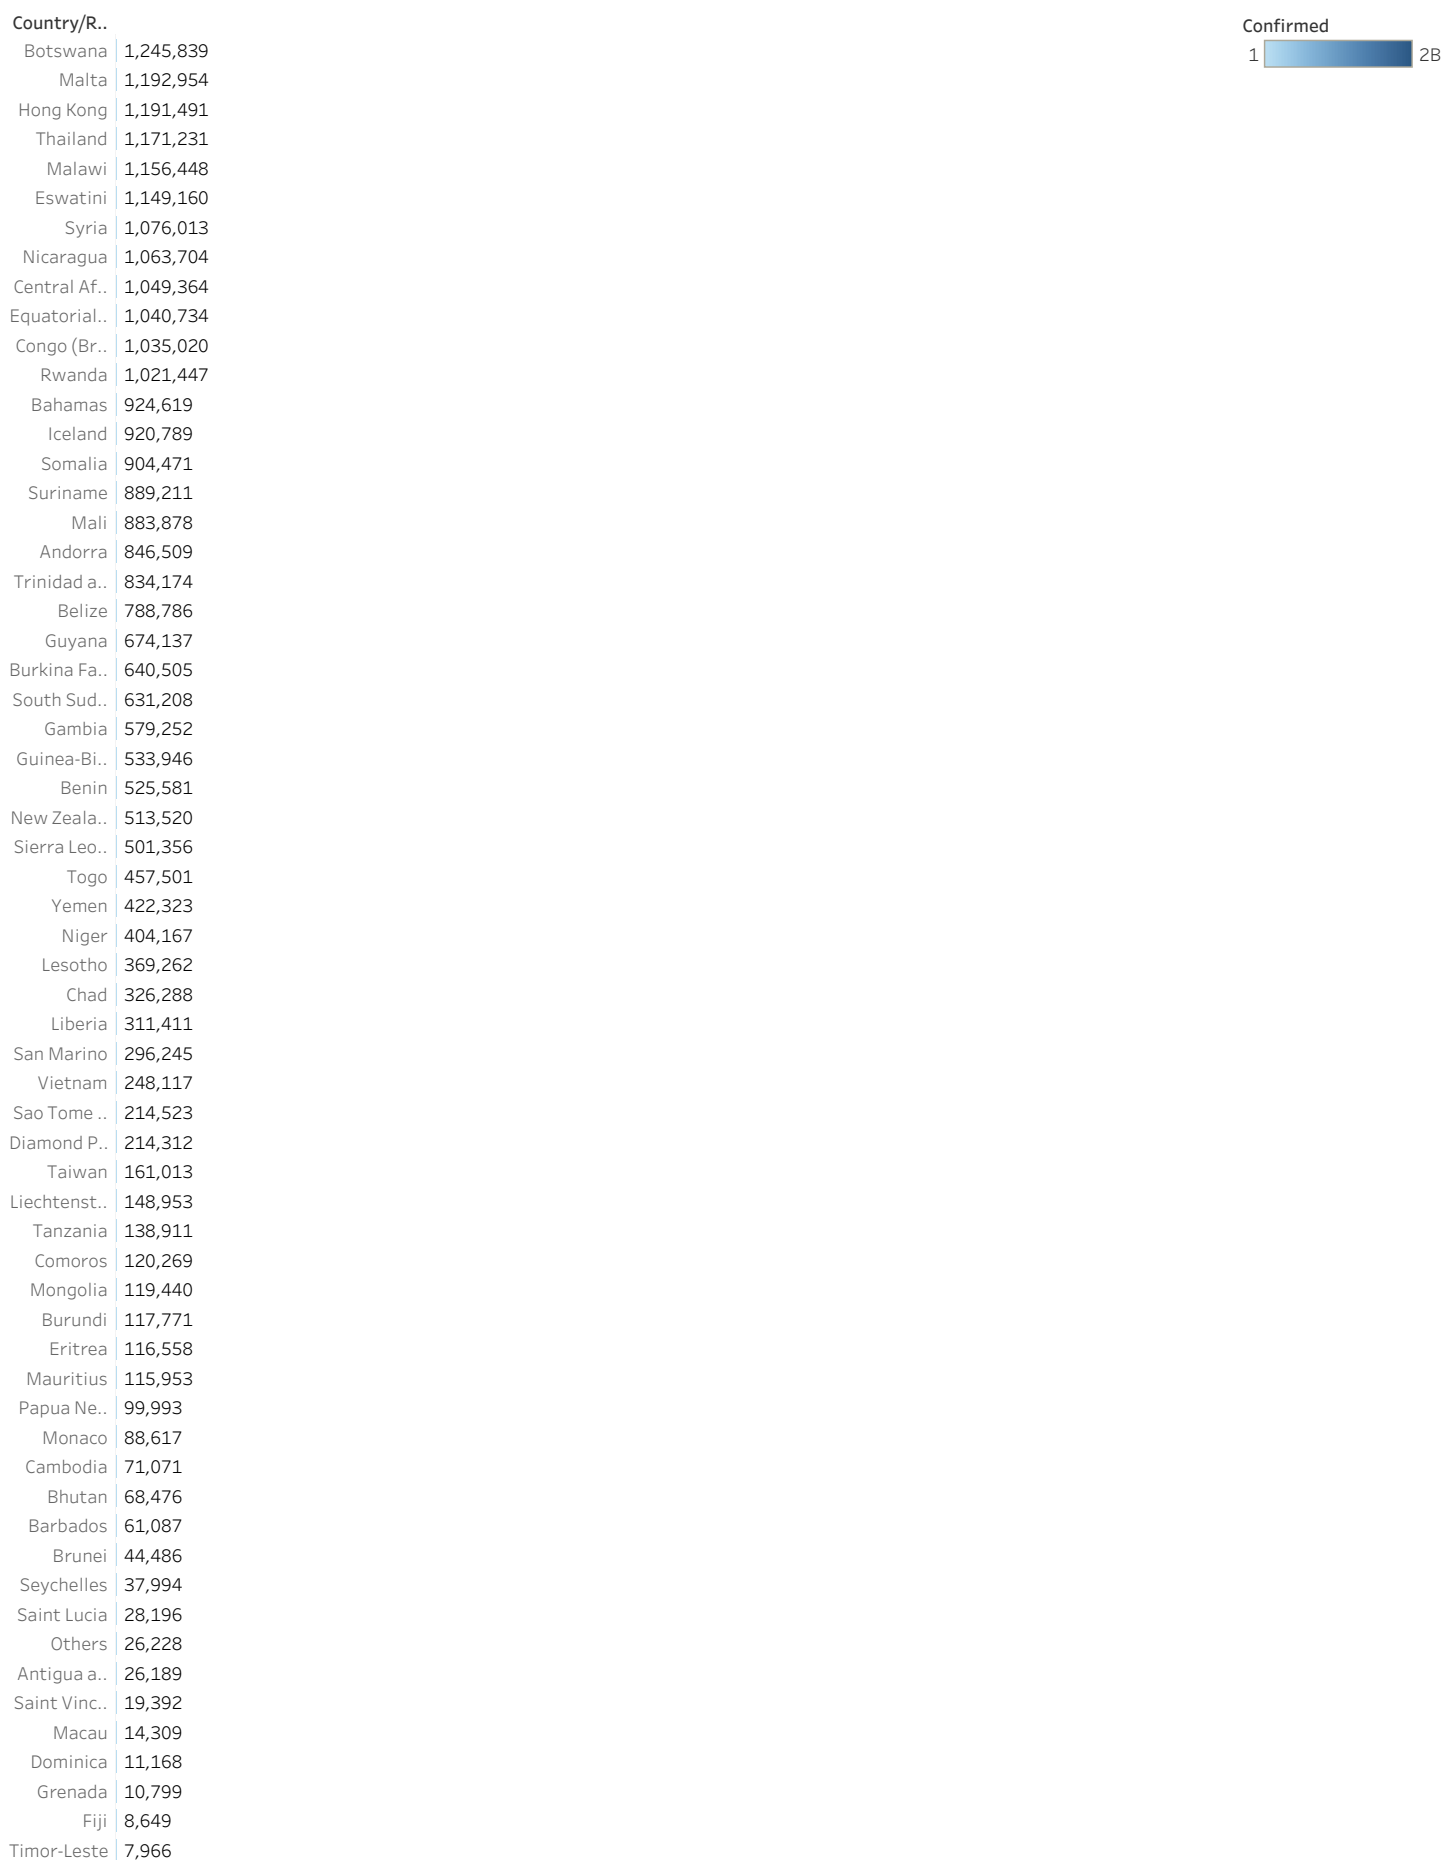 Country/R..
Confirmed
1 2B
Botswana 1,245,839
Malta 1,192,954
Hong Kong 1,191,491
Thailand 1,171,231
Malawi 1,156,448
Eswatini 1,149,160
Syria 1,076,013
Nicaragua 1,063,704
Central Af.. 1,049,364
Equatorial.. 1,040,734
Congo (Br.. 1,035,020
Rwanda 1,021,447
Bahamas 924,619
Iceland 920,789
Somalia 904,471
Suriname 889,211
Mali 883,878
Andorra 846,509
Trinidad a.. 834,174
Belize 788,786
Guyana 674,137
Burkina Fa.. 640,505
South Sud.. 631,208
Gambia 579,252
Guinea-Bi.. 533,946
Benin 525,581
New Zeala.. 513,520
Sierra Leo.. 501,356
Togo 457,501
Yemen 422,323
Niger 404,167
Lesotho 369,262
Chad 326,288
Liberia 311,411
San Marino 296,245
Vietnam 248,117
Sao Tome .. 214,523
Diamond P.. 214,312
Taiwan 161,013
Liechtenst.. 148,953
Tanzania 138,911
Comoros 120,269
Mongolia 119,440
Burundi 117,771
Eritrea 116,558
Mauritius 115,953
Papua Ne.. 99,993
Monaco 88,617
Cambodia 71,071
Bhutan 68,476
Barbados 61,087
Brunei 44,486
Seychelles 37,994
Saint Lucia 28,196
Others 26,228
Antigua a.. 26,189
Saint Vinc.. 19,392
Macau 14,309
Dominica 11,168
Grenada 10,799
Fiji 8,649
Timor-Leste 7,966